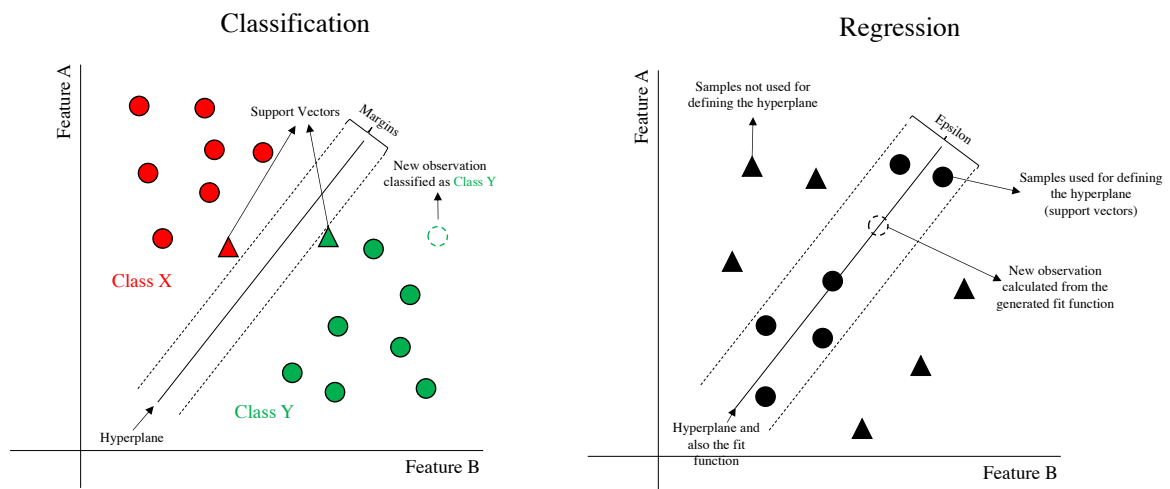 Classification
Feature A
Support Vectors
Margins
New observation
classified as Class Y
Class X
Class Y
Hyperplane
Feature B
Regression
Feature A
Samples not used for
defining the hyperplane
Epsilon
Samples used for defining
the hyperplane
(support vectors)
New observation
calculated from the
generated fit function
Hyperplane and
also the fit
function
Feature B